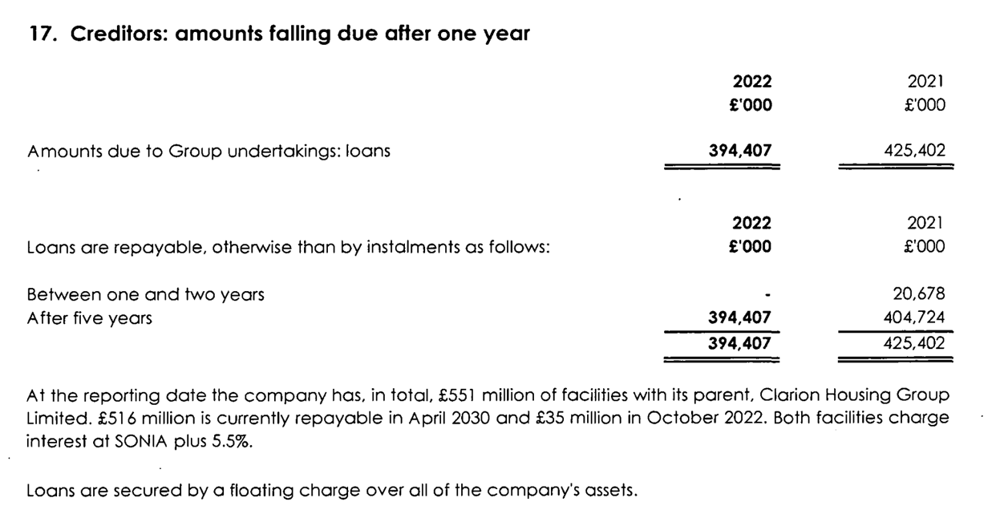 17. Creditors: amounts falling due after one year
2022 2021
£'000 £'000
Amounts due to Group undertakings: loans 394,407 425,402
2022 2021
Loans are repayable, otherwise than by instalments as follows: £'000 £'000
Between one and two years - 20,678
After five years 394,407 404,724
394,407 425,402
At the reporting date the company has, in total, £551 million of facilities with its parent, Clarion Housing Group
Limited. £516 million is currently repayable in April 2030 and £35 million in October 2022. Both facilities charge
interest at SONIA plus 5.5%.
Loans are secured by a floating charge over all of the company's assets.